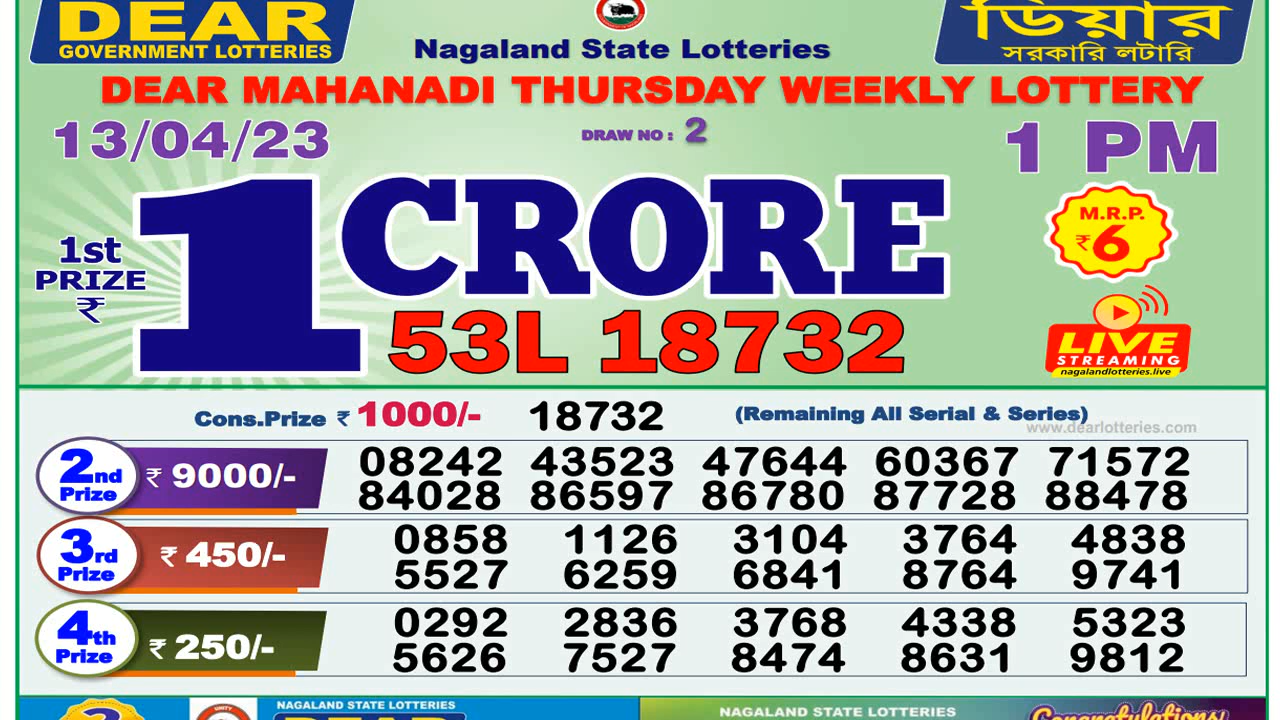 DEAR
GOVERNMENT LOTTERIES
Nagaland State Lotteries
ডিয়ার
সরকারি লটারি
DEAR MAHANADI THURSDAY WEEKLY LOTTERY
13/04/23
DRAW NO : 2
1 PM
1st
PRIZE
₹
1 CRORE
M.R.P.
₹6
53L 18732
LIVE
STREAMING
nagalandlotteries.live
Cons.Prize ₹ 1000/- 18732 (Remaining All Serial & Series)
www.dearlotteries.com
2nd Prize ₹ 9000/-
08242 43523 47644 60367 71572
84028 86597 86780 87728 88478
3rd Prize ₹ 450/-
0858 1126 3104 3764 4838
5527 6259 6841 8764 9741
4th Prize ₹ 250/-
0292 2836 3768 4338 5323
5626 7527 8474 8631 9812
NAGALAND STATE LOTTERIES
DEAR
UNITY
NAGALAND STATE LOTTERIES
Congratulations!